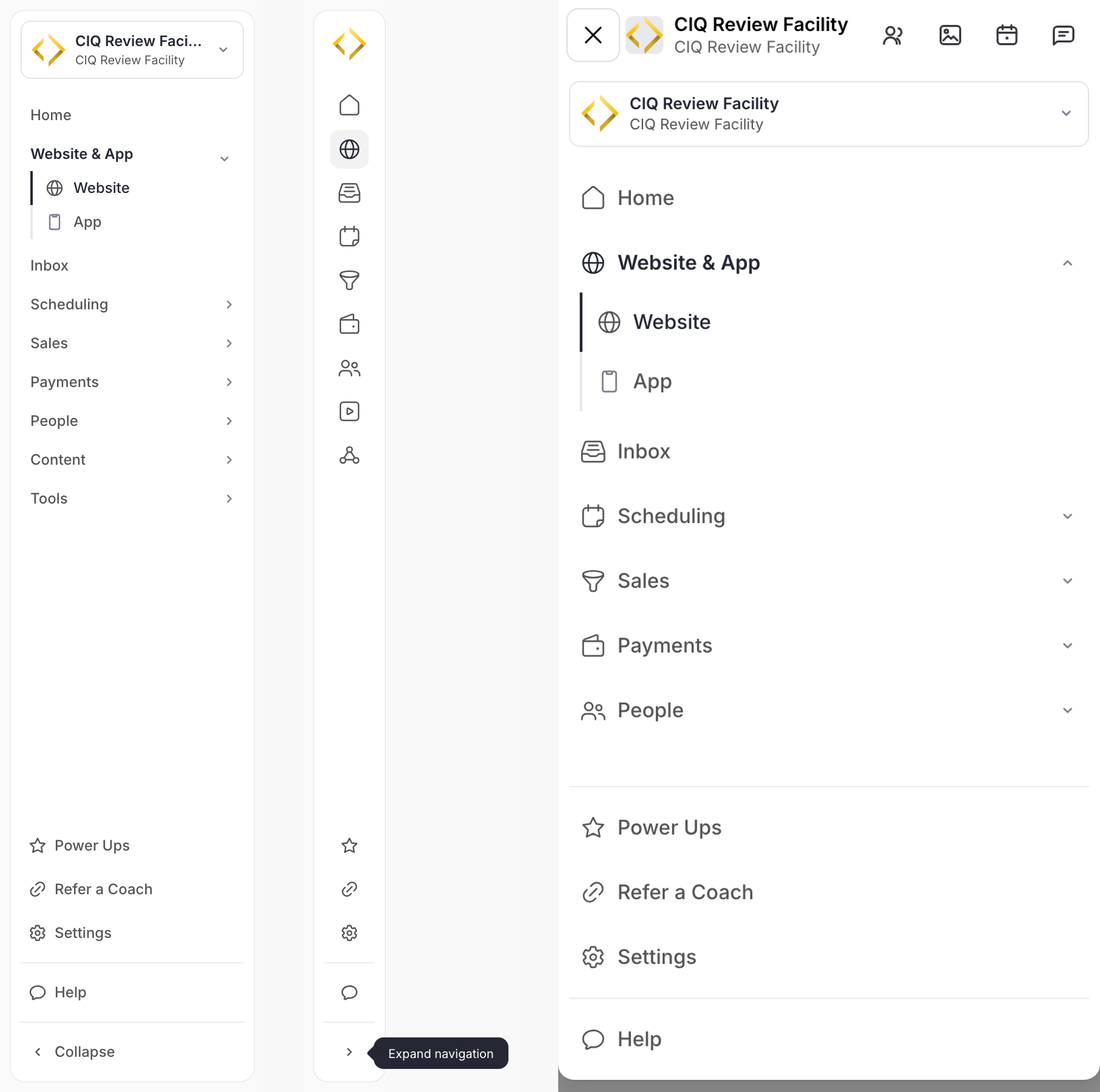 CIQ Review Faci...
CIQ Review Facility
Home
Website & App
Website
App
Inbox
Scheduling
Sales
Payments
People
Content
Tools
Power Ups
Refer a Coach
Settings
Help
Collapse
Expand navigation
CIQ Review Facility
CIQ Review Facility
CIQ Review Facility
CIQ Review Facility
Home
Website & App
Website
App
Inbox
Scheduling
Sales
Payments
People
Power Ups
Refer a Coach
Settings
Help